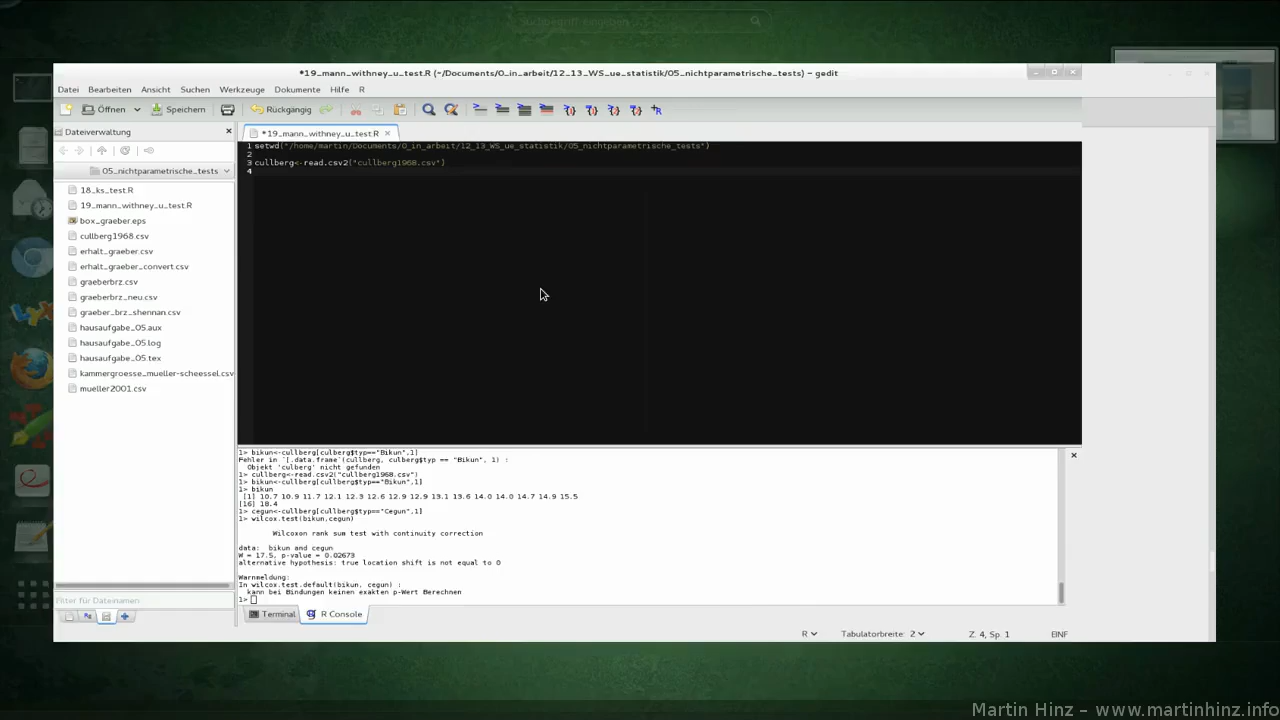 Suchbegriff eingeben...
*19_mann_withney_u_test.R (~/Documents/0_in_arbeit/12_13_WS_ue_statistik/05_nichtparametrische_tests) - gedit
Datei Bearbeiten Ansicht Suchen Werkzeuge Dokumente Hilfe R
Öffnen Speichern Rückgängig
Dateiverwaltung
*19_mann_withney_u_test.R
05_nichtparametrische_tests
18_ks_test.R
19_mann_withney_u_test.R
box_graeber.eps
cullberg1968.csv
erhalt_graeber.csv
erhalt_graeber_convert.csv
graeberbrz.csv
graeberbrz_neu.csv
graeber_brz_shennan.csv
hausaufgabe_05.aux
hausaufgabe_05.log
hausaufgabe_05.tex
kammergroesse_mueller-scheessel.csv
mueller2001.csv
Filter für Dateinamen
1 setwd("/home/martin/Documents/0_in_arbeit/12_13_WS_ue_statistik/05_nichtparametrische_tests")
2
3 cullberg<-read.csv2("cullberg1968.csv")
4
1> bikun<-cullberg[culberg$typ=="Bikun",1]
Fehler in `[.data.frame`(cullberg, culberg$typ == "Bikun", 1) :
Objekt 'culberg' nicht gefunden
1> cullberg<-read.csv2("cullberg1968.csv")
1> bikun<-cullberg[cullberg$typ=="Bikun",1]
1> bikun
[1] 10.7 10.9 11.7 12.1 12.3 12.6 12.9 12.9 13.1 13.6 14.0 14.0 14.7 14.9 15.5
[16] 18.4
1> cegun<-cullberg[cullberg$typ=="Cegun",1]
1> wilcox.test(bikun,cegun)
Wilcoxon rank sum test with continuity correction
data: bikun and cegun
W = 17.5, p-value = 0.02673
alternative hypothesis: true location shift is not equal to 0
Warnmeldung:
In wilcox.test.default(bikun, cegun) :
kann bei Bindungen keinen exakten p-Wert Berechnen
1>
Terminal R Console
R Tabulatorbreite: 2 Z. 4, Sp. 1 EINF
Martin Hinz - www.martinhinz.info